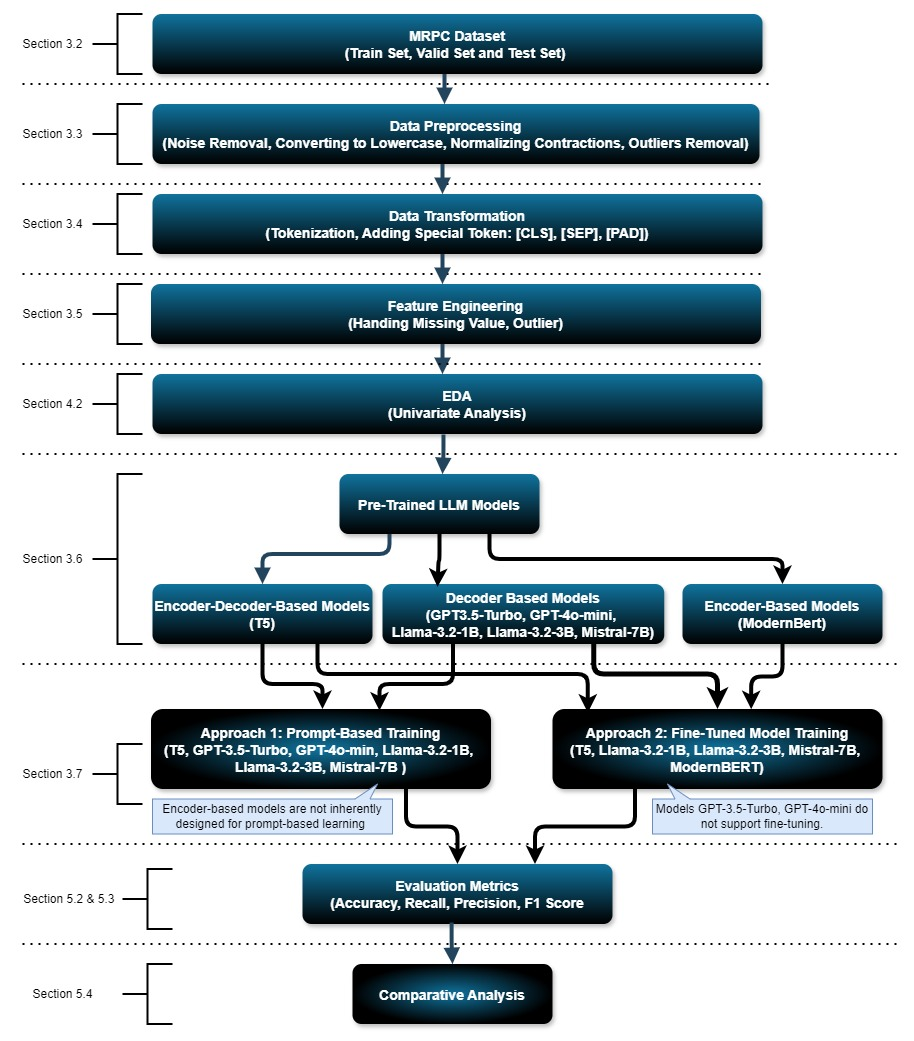 Section 3.2
MRPC Dataset
(Train Set, Valid Set and Test Set)
Section 3.3
Data Preprocessing
(Noise Removal, Converting to Lowercase, Normalizing Contractions, Outliers Removal)
Section 3.4
Data Transformation
(Tokenization, Adding Special Token: [CLS], [SEP], [PAD])
Section 3.5
Feature Engineering
(Handing Missing Value, Outlier)
Section 4.2
EDA
(Univariate Analysis)
Section 3.6
Pre-Trained LLM Models
Encoder-Decoder-Based Models
(T5)
Decoder Based Models
(GPT3.5-Turbo, GPT-4o-mini,
Llama-3.2-1B, Llama-3.2-3B, Mistral-7B)
Encoder-Based Models
(ModernBert)
Section 3.7
Approach 1: Prompt-Based Training
(T5, GPT-3.5-Turbo, GPT-4o-min, Llama-3.2-1B,
Llama-3.2-3B, Mistral-7B )
Approach 2: Fine-Tuned Model Training
(T5, Llama-3.2-1B, Llama-3.2-3B, Mistral-7B,
ModernBERT)
Encoder-based models are not inherently
designed for prompt-based learning
Models GPT-3.5-Turbo, GPT-4o-mini do
not support fine-tuning.
Section 5.2 & 5.3
Evaluation Metrics
(Accuracy, Recall, Precision, F1 Score
Section 5.4
Comparative Analysis